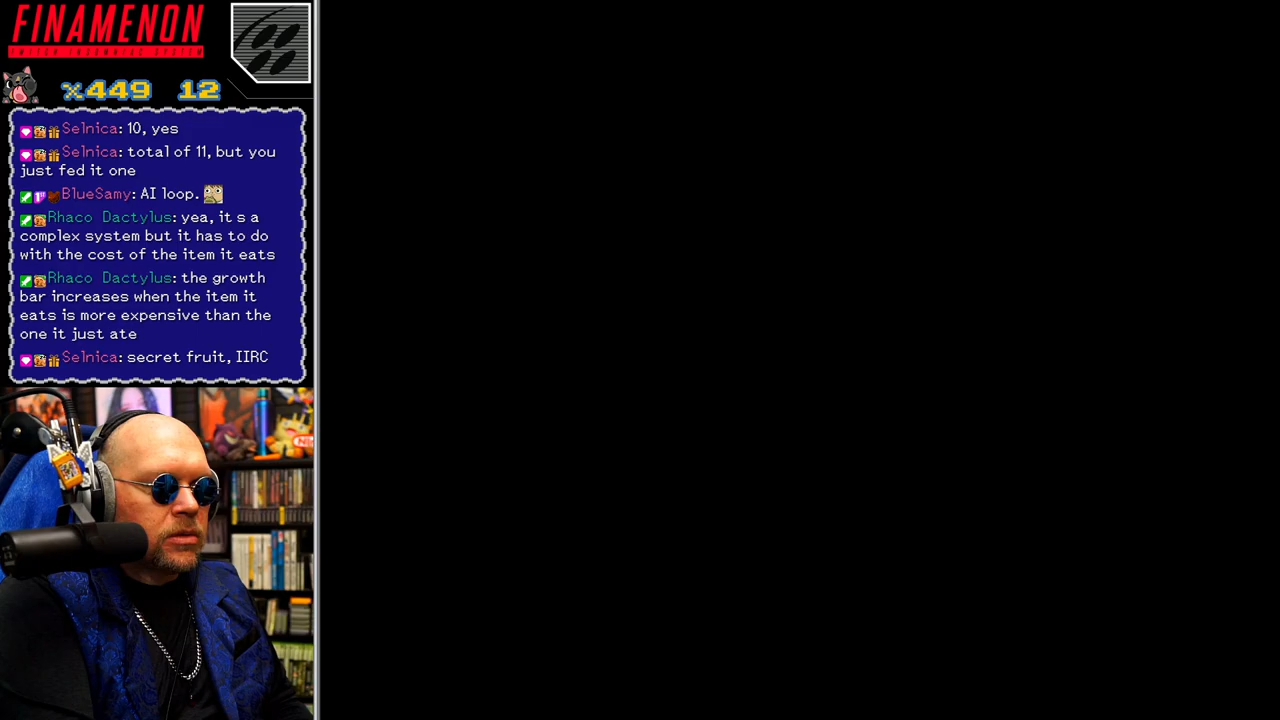 FINAMENON
TWITCH INSOMNIAC SYSTEM
x449 12
Selnica: 10, yes
Selnica: total of 11, but you
just fed it one
BlueSamy: AI loop.
Rhaco Dactylus: yea, it s a
complex system but it has to do
with the cost of the item it eats
Rhaco Dactylus: the growth
bar increases when the item it
eats is more expensive than the
one it just ate
Selnica: secret fruit, IIRC